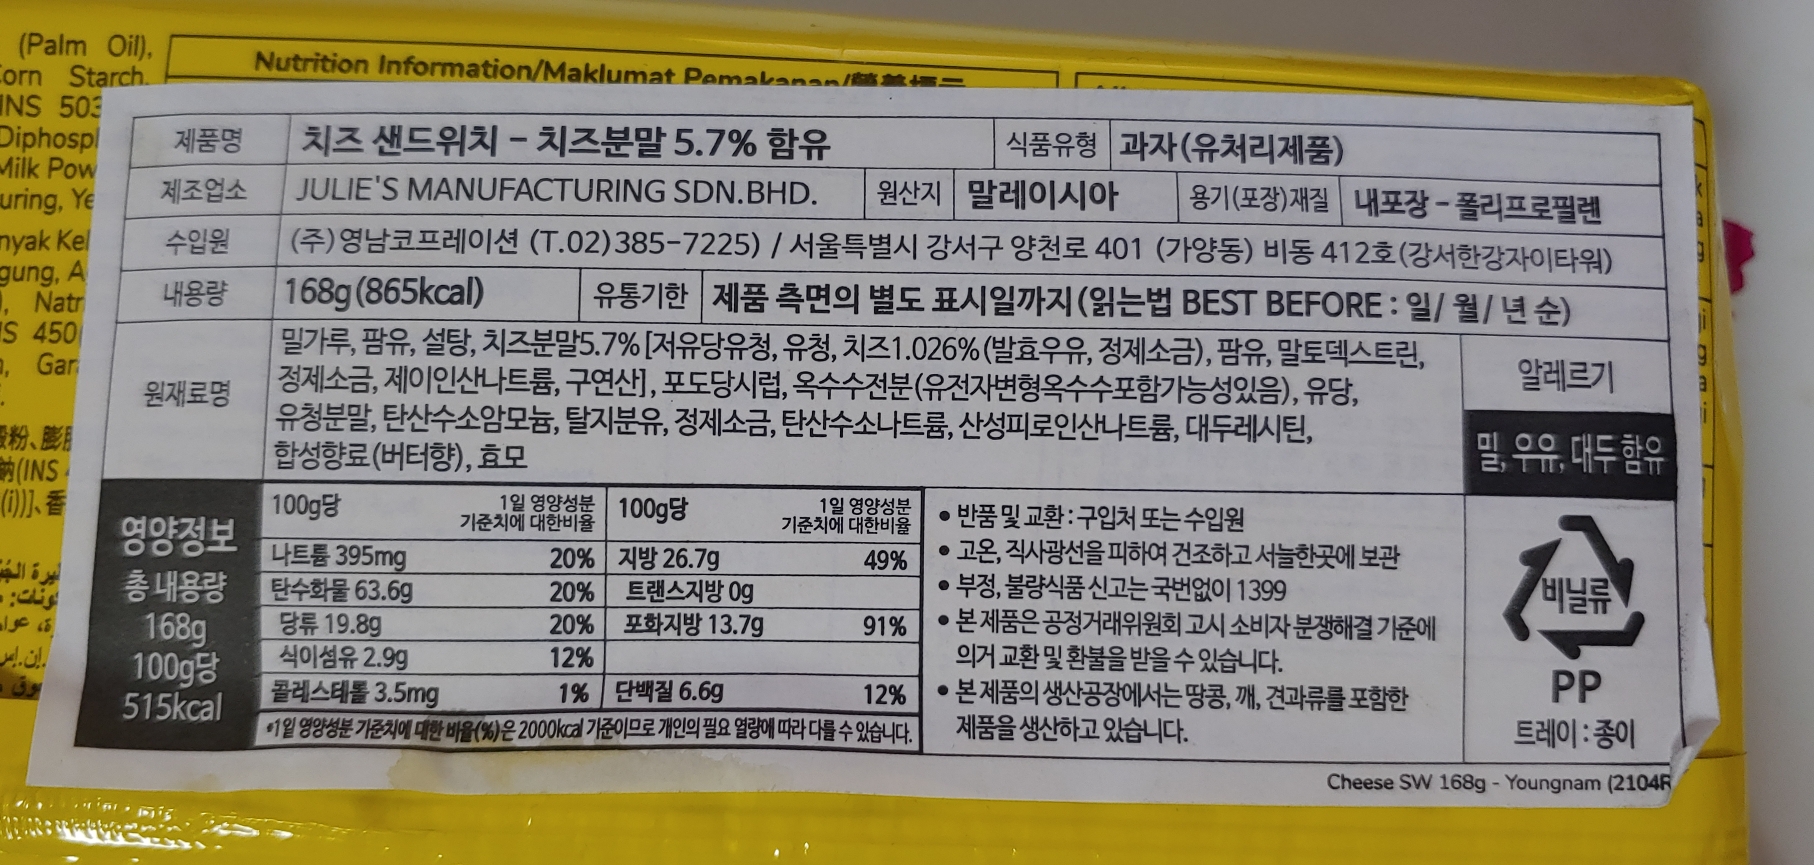 (Palm Oil),
Corn Starch,
INS 503
Diphosph
Milk Pow
uring, Ye
nyak Kel
gung, A
), Natr
S 450
, Gar
Nutrition Information/Maklumat Pemakanan/營養標示
제품명 치즈 샌드위치 - 치즈분말 5.7% 함유 식품유형 과자(유처리제품)
제조업소 JULIE'S MANUFACTURING SDN.BHD. 원산지 말레이시아 용기(포장)재질 내포장 - 폴리프로필렌
수입원 (주)영남코프레이션 (T.02)385-7225) / 서울특별시 강서구 양천로 401 (가양동) 비동 412호(강서한강자이타워)
내용량 168g(865kcal) 유통기한 제품 측면의 별도 표시일까지(읽는법 BEST BEFORE : 일/ 월/ 년 순)
원재료명
밀가루, 팜유, 설탕, 치즈분말5.7% [저유당유청, 유청, 치즈1.026%(발효우유, 정제소금), 팜유, 말토덱스트린,
정제소금, 제이인산나트륨, 구연산], 포도당시럽, 옥수수전분(유전자변형옥수수포함가능성있음), 유당,
유청분말, 탄산수소암모늄, 탈지분유, 정제소금, 탄산수소나트륨, 산성피로인산나트륨, 대두레시틴,
합성향료(버터향), 효모
알레르기
밀, 우유, 대두 함유
영양정보
총 내용량
168g
100g당
515kcal
100g당 1일 영양성분 기준치에 대한비율 100g당 1일 영양성분 기준치에 대한비율
나트륨 395mg 20% 지방 26.7g 49%
탄수화물 63.6g 20% 트랜스지방 0g
당류 19.8g 20% 포화지방 13.7g 91%
식이섬유 2.9g 12%
콜레스테롤 3.5mg 1% 단백질 6.6g 12%
*1일 영양성분 기준치에 대한 비율(%)은 2000kcal 기준이므로 개인의 필요 열량에 따라 다를 수 있습니다.
• 반품 및 교환 : 구입처 또는 수입원
• 고온, 직사광선을 피하여 건조하고 서늘한곳에 보관
• 부정, 불량식품 신고는 국번없이 1399
• 본 제품은 공정거래위원회 고시 소비자 분쟁해결 기준에
의거 교환 및 환불을 받을 수 있습니다.
• 본 제품의 생산공장에서는 땅콩, 깨, 견과류를 포함한
제품을 생산하고 있습니다.
비닐류
PP
트레이 : 종이
Cheese SW 168g - Youngnam (2104R